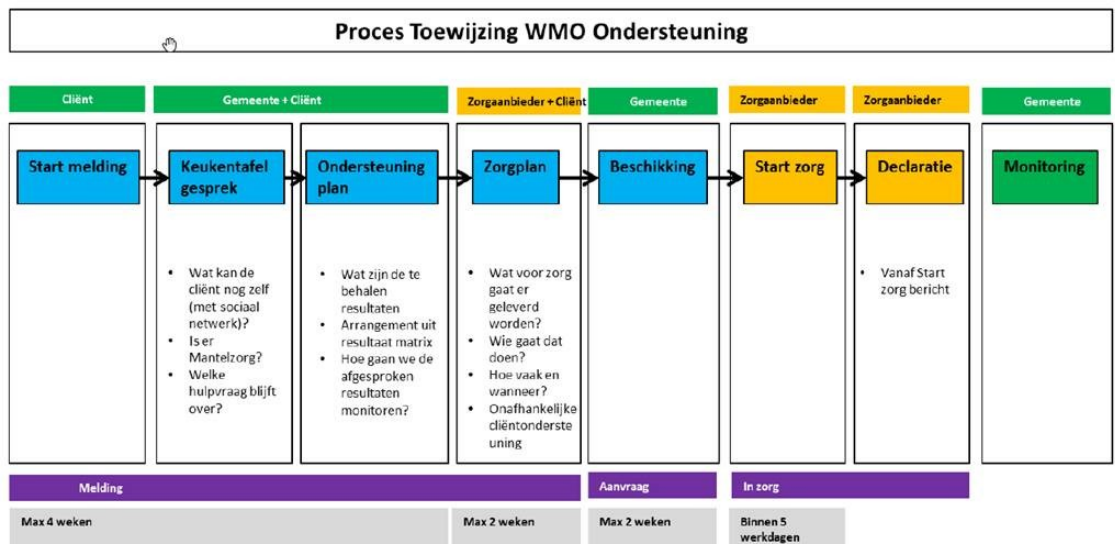 Proces Toewijzing WMO Ondersteuning
Cliënt
Gemeente + Cliënt
Zorgaanbieder + Cliënt
Gemeente
Zorgaanbieder
Zorgaanbieder
Gemeente
Start melding
Keukentafel
gesprek
Ondersteuning
plan
Zorgplan
Beschikking
Start zorg
Declaratie
Monitoring
• Wat kan de
cliënt nog zelf
(met sociaal
netwerk)?
• Is er
Mantelzorg?
• Welke
hulpvraag blijft
over?
• Wat zijn de te
behalen
resultaten
• Arrangement uit
resultaat matrix
• Hoe gaan we de
afgesproken
resultaten
monitoren?
• Wat voor zorg
gaat er
geleverd
worden?
• Wie gaat dat
doen?
• Hoe vaak en
wanneer?
• Onafhankelijke
cliëntonderste
uning
• Vanaf Start
zorg bericht
Melding
Aanvraag
In zorg
Max 4 weken
Max 2 weken
Max 2 weken
Binnen 5
werkdagen